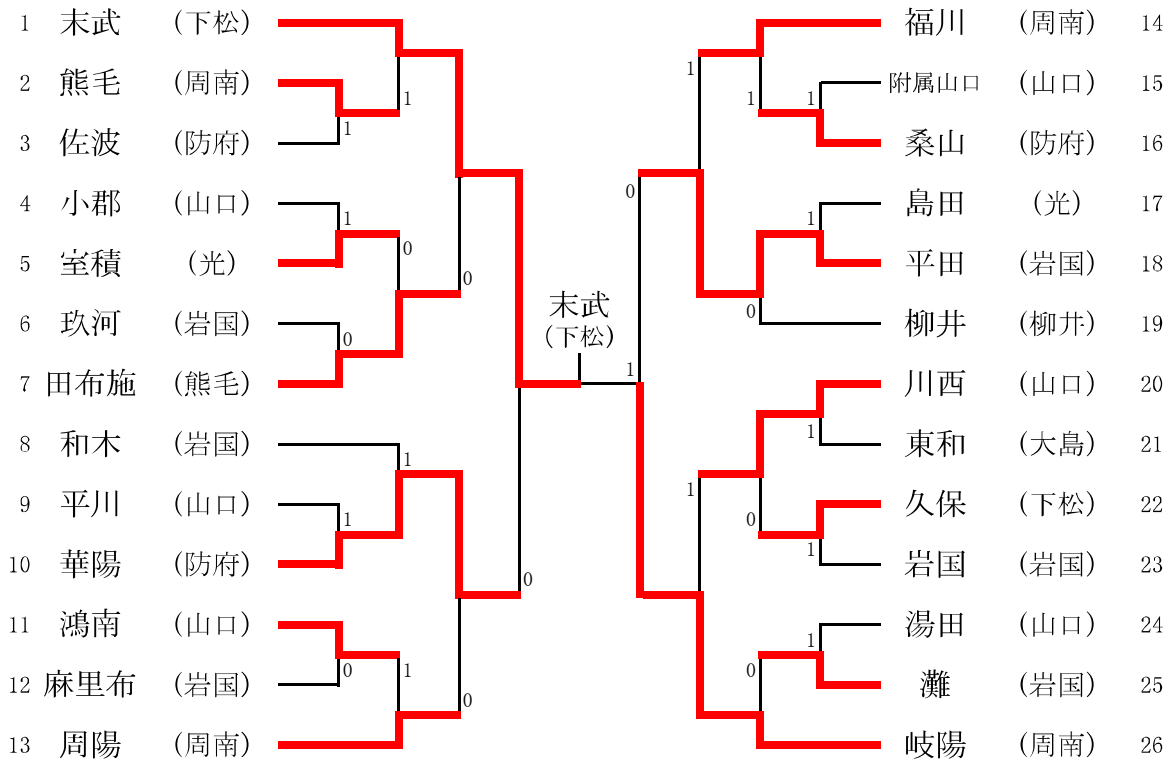 1 末武 (下松)
2 熊毛 (周南)
3 佐波 (防府)
4 小郡 (山口)
5 室積 (光)
6 玖河 (岩国)
7 田布施 (熊毛)
8 和木 (岩国)
9 平川 (山口)
10 華陽 (防府)
11 鴻南 (山口)
12 麻里布 (岩国)
13 周陽 (周南)
1
1
1
0
0
0
1
1
0
0
1
0
末武
(下松)
1
0
1
1
1
1
0
1
1
0
1
1
0
福川 (周南) 14
附属山口 (山口) 15
桑山 (防府) 16
島田 (光) 17
平田 (岩国) 18
柳井 (柳井) 19
川西 (山口) 20
東和 (大島) 21
久保 (下松) 22
岩国 (岩国) 23
湯田 (山口) 24
灘 (岩国) 25
岐陽 (周南) 26